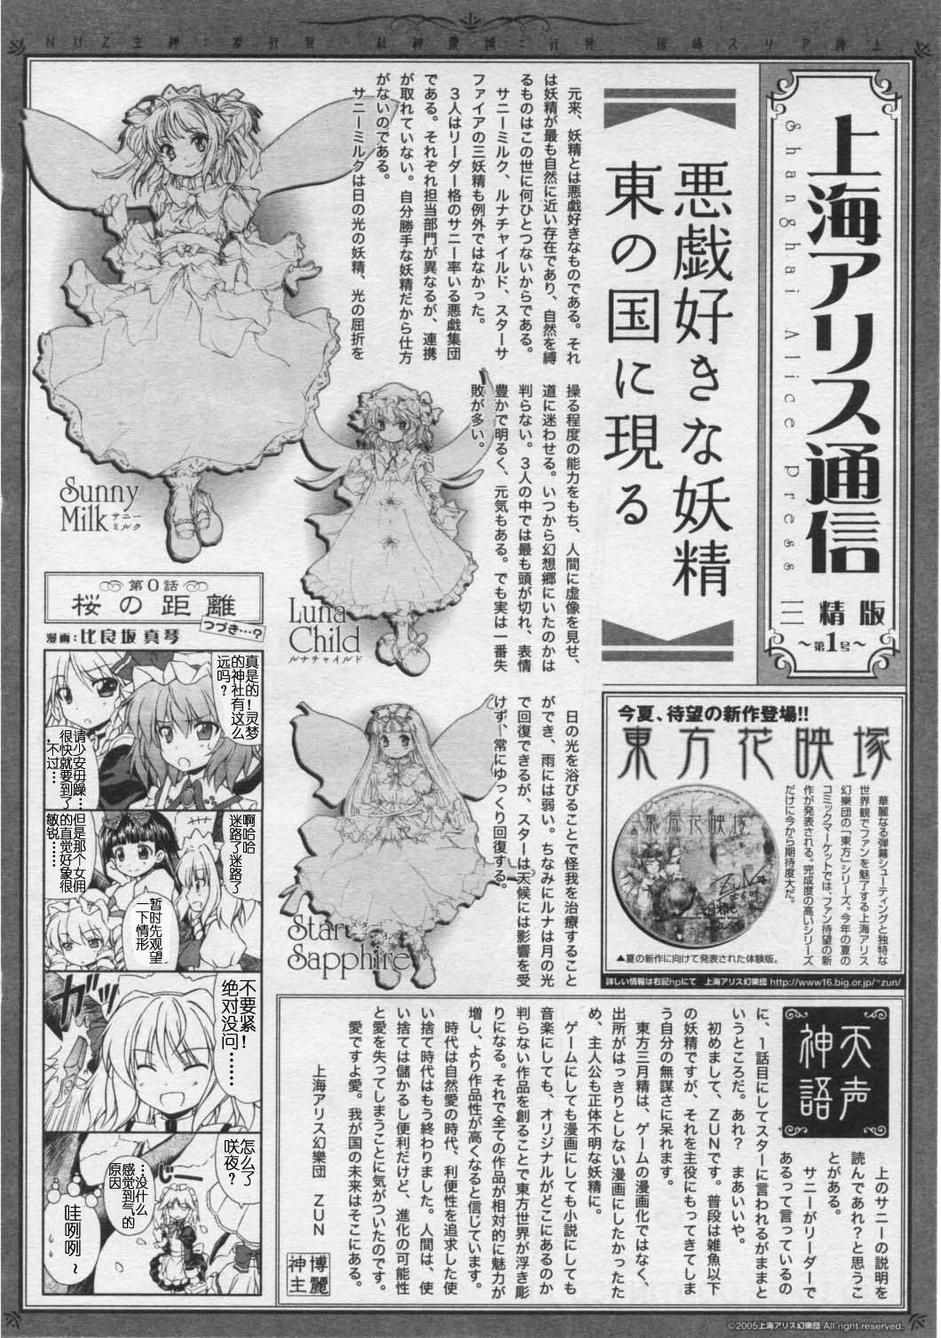 上海アリス通信
Shanghai Alice Press
三精版
～第1号～
悪戯好きな妖精
東の国に現る
元来、妖精とは悪戯好きなものである。それ
は妖精が最も自然に近い存在であり、自然を縛
るものはこの世に何ひとつないからである。
サニーミルク、ルナチャイルド、スターサ
ファイアの三妖精も例外ではなかった。
3人はリーダー格のサニー率いる悪戯集団
である。それぞれ担当部門が異なるが、連携
が取れていない。自分勝手な妖精だから仕方
がないのである。
サニーミルクは日の光の妖精、光の屈折を
操る程度の能力をもち、人間に虚像を見せ、
道に迷わせる。いつから幻想郷にいたのかは
判らない。3人の中では最も頭が切れ、表情
豊かで明るく、元気もある。でも実は一番失
敗が多い。
日の光を浴びることで怪我を治療すること
ができ、雨には弱い。ちなみにルナは月の光
で回復できるが、スターは天候には影響を受
けず、常にゆっくり回復する。
Sunny
Milk
サニー
ミルク
Luna
Child
ルナチャイルド
Star
Sapphire
今夏、待望の新作登場!!
東方花映塚
華麗なる弾幕シューティングと独特な
世界観でファンを魅了する上海アリス
幻樂団の「東方」シリーズ。今年の夏の
コミックマーケットでは、ファン待望の新
作が発表される。完成度の高いシリーズ
だけに今から期待度大だ。
▲夏の新作に向けて発表された体験版。
詳しい情報は右記hpにて 上海アリス幻樂団 http://www16.big.or.jp/~zun/
天声
神語
上のサニーの説明を
読んであれ?と思うこ
とがある。
サニーがリーダーで
あるって言っているの
に、1話目にしてスターに言われるがままと
いうところだ。あれ? まあいいや。
初めまして、ZUNです。普段は雑魚以下
の妖精ですが、それを主役にもってきてしま
う自分の無謀さに呆れます。
東方三月精は、ゲームの漫画化ではなく、
出所がはっきりとしない漫画にしたかったた
め、主人公も正体不明な妖精に。
ゲームにしても漫画にしても小説にしても
音楽にしても、オリジナルがどこにあるのか
判らない作品を創ることで東方世界が浮き彫
りになる。それで全ての作品が相対的に魅力が
増し、より作品性が高くなると信じています。
時代は自然愛の時代、利便性を追求した使
い捨て時代はもう終わりました。人間は、使
い捨ては儲かるし便利だけど、進化の可能性
と愛を失ってしまうことに気がついたのです。
愛ですよ愛。我が国の未来はそこにある。
上海アリス幻樂団 ZUN
博麗
神主
第0話
桜の距離
つづき…?
漫画:比良坂真琴
真是的！灵梦
的神社有这么
远吗？
请少安毋躁…
很快就要到了
.不过…
啊哈哈
迷路了迷路了
但是那个女佣
的直觉好象很
敏锐……
暂时先观望
一下情形
不要紧！
绝对没问……
ガッ
怎么了
咲夜？
…没什么
感觉到气的
原因
哇咧咧～
©2005上海アリス幻樂団 All right reserved.